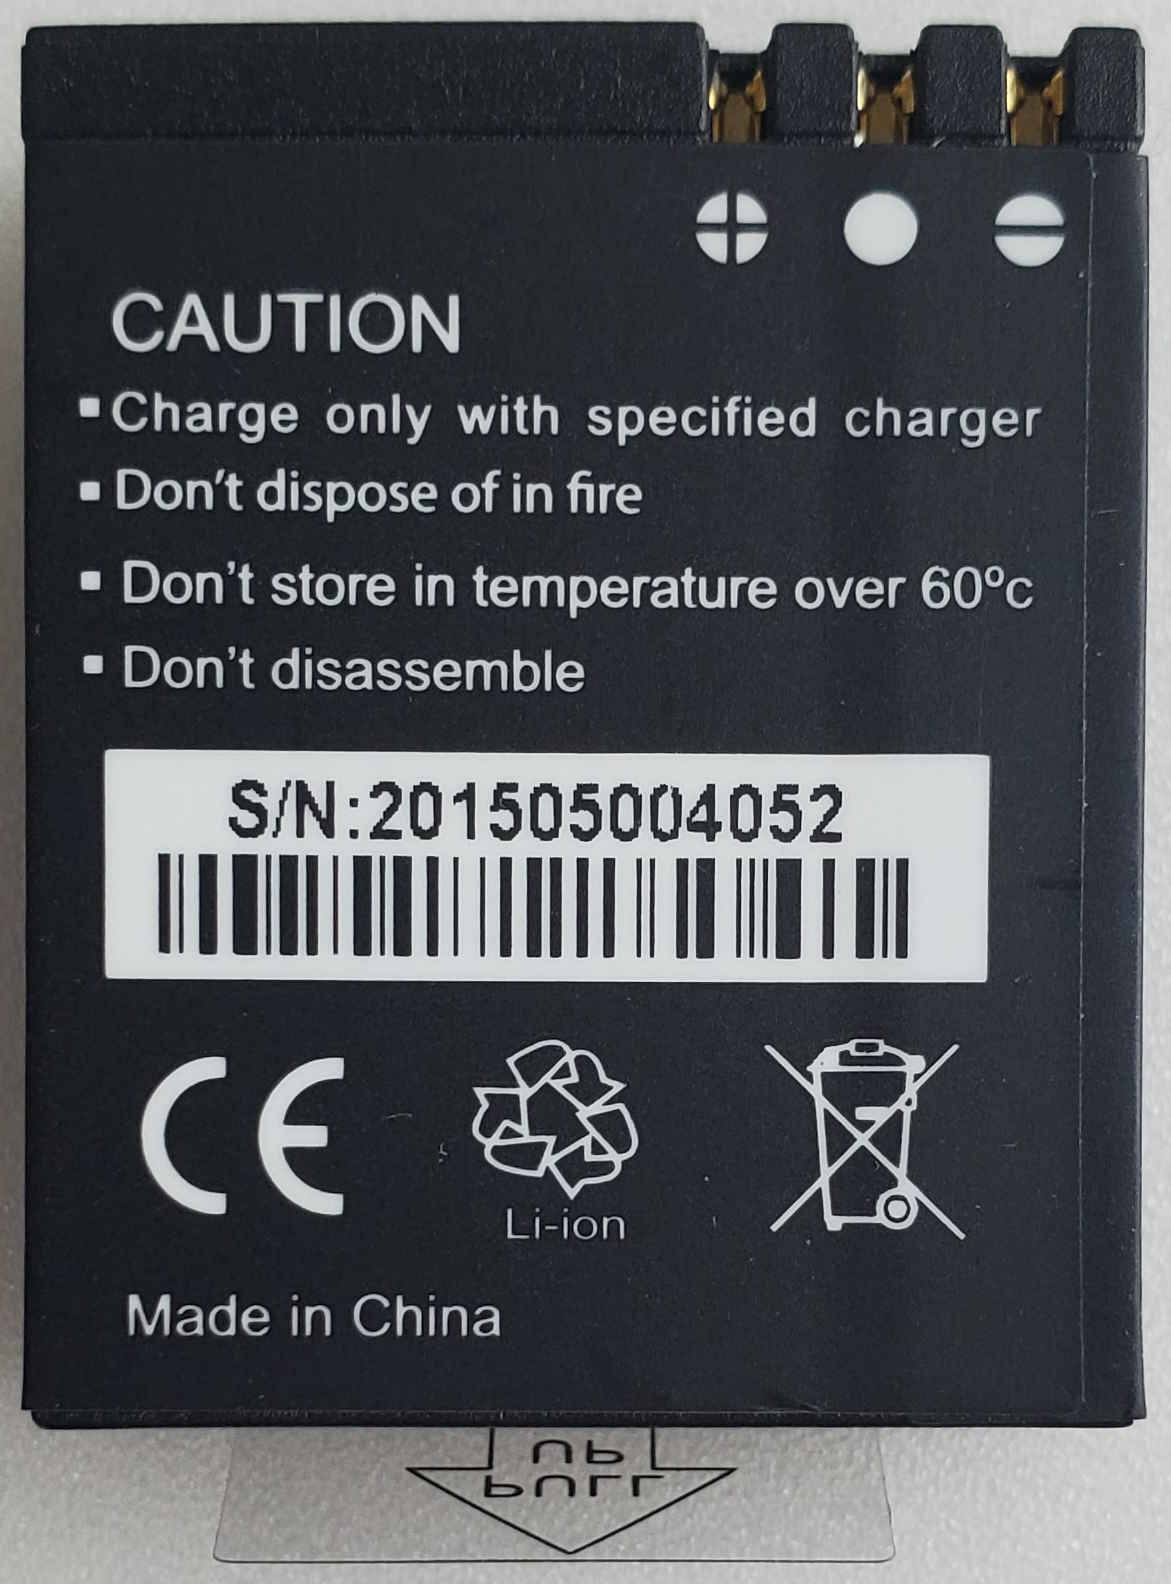 CAUTION
▪Charge only with specified charger
▪ Don't dispose of in fire
▪ Don't store in temperature over 60ºc
▪ Don't disassemble
S/N:201505004052
CE
Li-ion
Made in China
PULL
UP